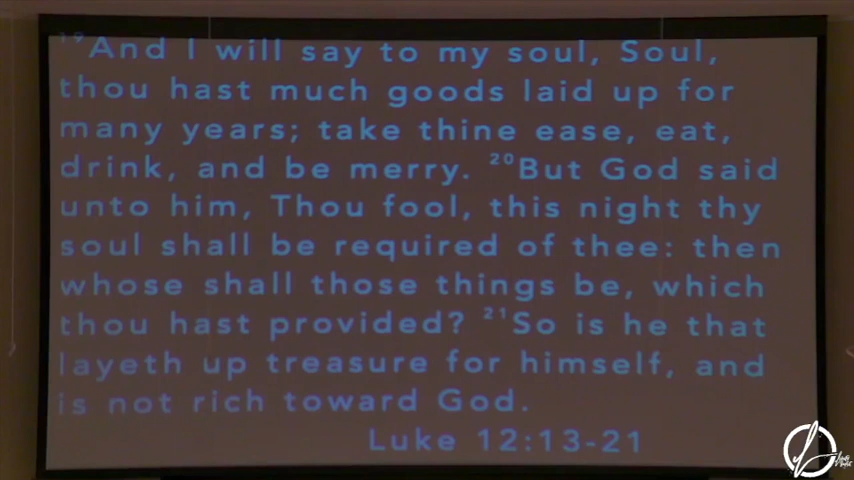 ¹⁹And I will say to my soul, Soul,
thou hast much goods laid up for
many years; take thine ease, eat,
drink, and be merry. ²⁰But God said
unto him, Thou fool, this night thy
soul shall be required of thee: then
whose shall those things be, which
thou hast provided? ²¹So is he that
layeth up treasure for himself, and
is not rich toward God.
Luke 12:13-21